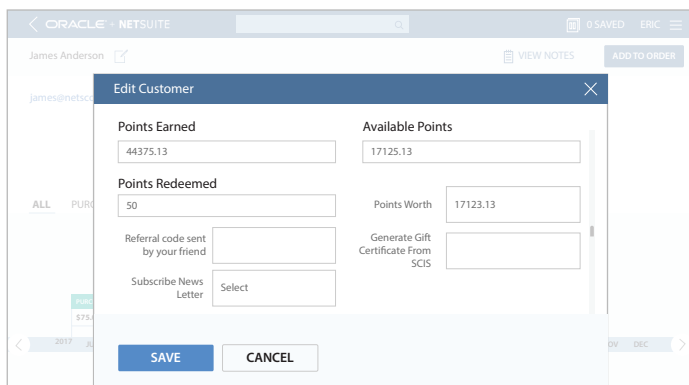 ORACLE + NETSUITE
0 SAVED ERIC
James Anderson
VIEW NOTES
ADD TO ORDER
Edit Customer
Points Earned
Available Points
44375.13
17125.13
Points Redeemed
50
Points Worth
17123.13
ALL
Referral code sent
by your friend
Generate Gift
Certificate From
SCIS
Subscribe News
Letter
Select
2017
DEC
SAVE
CANCEL